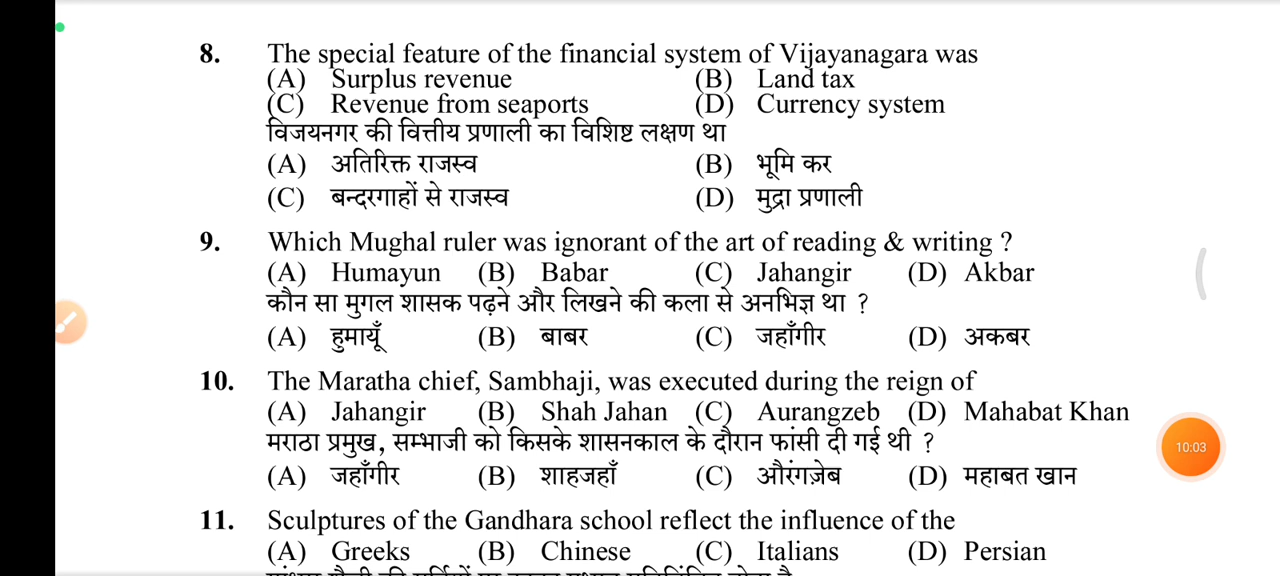 8. The special feature of the financial system of Vijayanagara was
(A) Surplus revenue (B) Land tax
(C) Revenue from seaports (D) Currency system
विजयनगर की वित्तीय प्रणाली का विशिष्ट लक्षण था
(A) अतिरिक्त राजस्व (B) भूमि कर
(C) बन्दरगाहों से राजस्व (D) मुद्रा प्रणाली
9. Which Mughal ruler was ignorant of the art of reading & writing ?
(A) Humayun (B) Babar (C) Jahangir (D) Akbar
कौन सा मुगल शासक पढ़ने और लिखने की कला से अनभिज्ञ था ?
(A) हुमायूँ (B) बाबर (C) जहाँगीर (D) अकबर
10. The Maratha chief, Sambhaji, was executed during the reign of
(A) Jahangir (B) Shah Jahan (C) Aurangzeb (D) Mahabat Khan
मराठा प्रमुख, सम्भाजी को किसके शासनकाल के दौरान फांसी दी गई थी ?
(A) जहाँगीर (B) शाहजहाँ (C) औरंगज़ेब (D) महाबत खान
10:03
11. Sculptures of the Gandhara school reflect the influence of the
(A) Greeks (B) Chinese (C) Italians (D) Persian